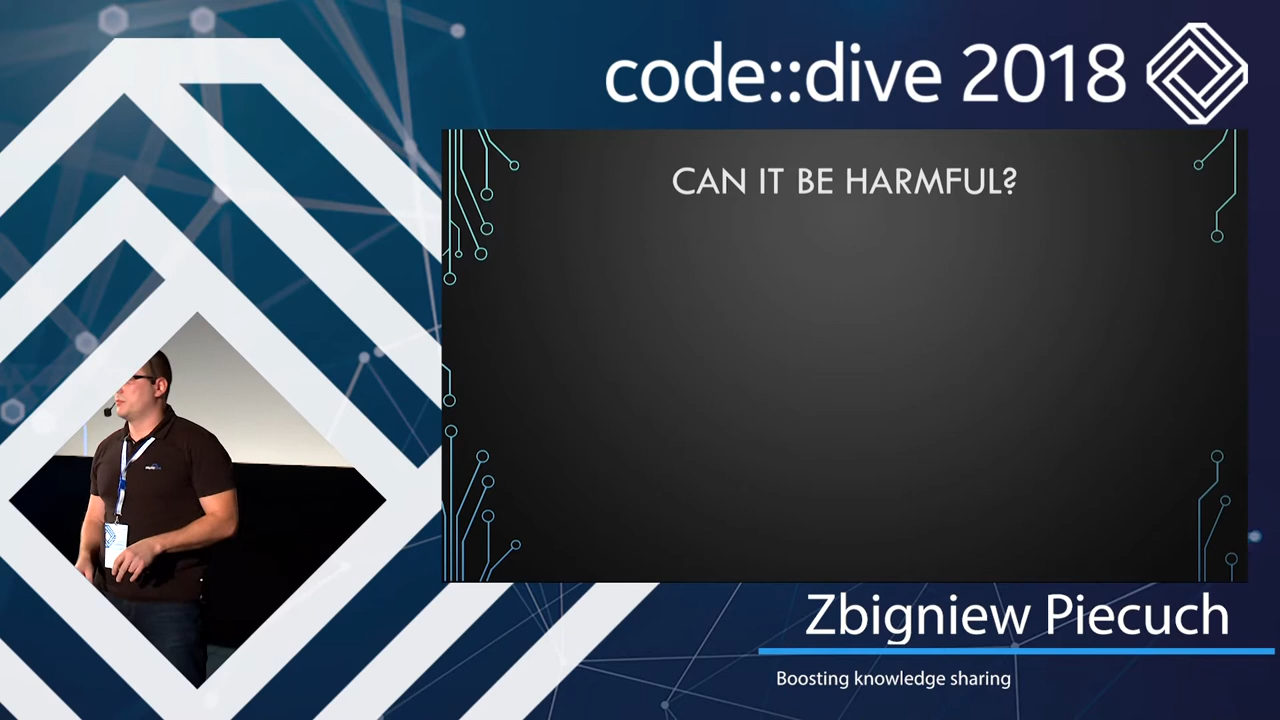 code::dive 2018
CAN IT BE HARMFUL?
Zbigniew Piecuch
Boosting knowledge sharing